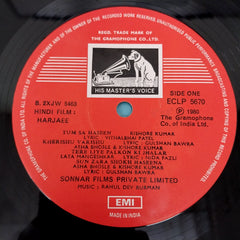 REGD. TRADE MARK OF
THE GRAMOPHONE CO. LTD.
HIS MASTER'S VOICE
B. 2XJW 5463
HINDI FILM :
HARJAEE
SIDE ONE
ECLP 5670
℗ 1980
The Gramophone
Co. of India Ltd.
TUM SA HASEEN KISHORE KUMAR
LYRIC : VITHALBHAI PATEL
KHERKISHU VAKISHU LYRIC : GULSHAN BAWRA
ASHA BHOSLE & KISHORE KUMAR
TERE LIYE PALKON KI JHALAR
LATA MANGESHKAR LYRIC : NIDA FAZLI
SUN ZARA SHOKH HASEENA
ASHA BHOSLE & KISHORE KUMAR
LYRIC : GULSHAN BAWRA
SONNAR FILMS PRIVATE LIMITED
MUSIC : RAHUL DEV BURMAN
EMI
MADE IN INDIA